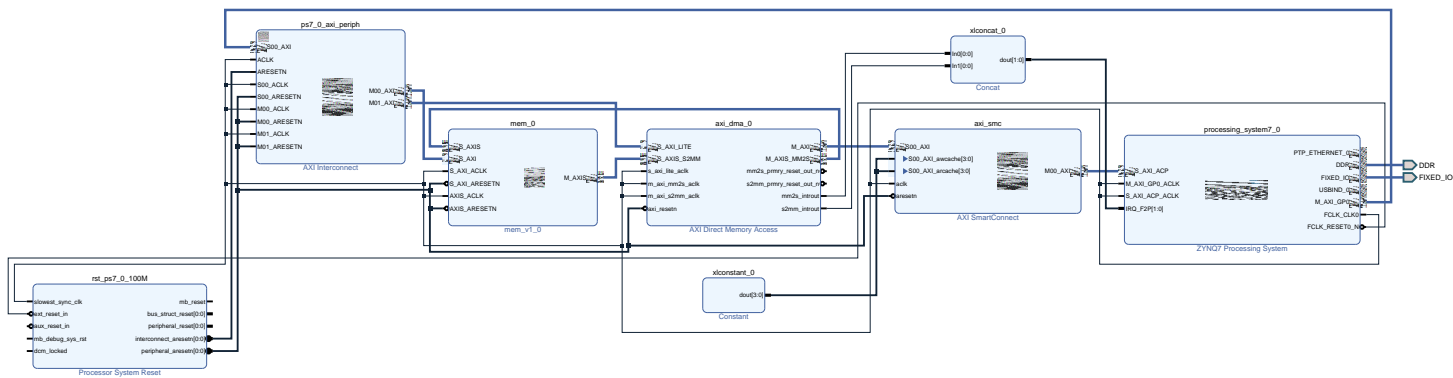 ps7_0_axi_periph
S00_AXI
ACLK
ARESETN
S00_ACLK
S00_ARESETN
M00_ACLK
M00_ARESETN
M01_ACLK
M01_ARESETN
M00_AXI
M01_AXI
AXI Interconnect
mem_0
S_AXIS
S_AXI
S_AXI_ACLK
S_AXI_ARESETN
AXIS_ACLK
AXIS_ARESETN
M_AXIS
mem_v1_0
axi_dma_0
S_AXI_LITE
S_AXIS_S2MM
s_axi_lite_aclk
m_axi_mm2s_aclk
m_axi_s2mm_aclk
axi_resetn
M_AXI
M_AXIS_MM2S
mm2s_prmry_reset_out_n
s2mm_prmry_reset_out_n
mm2s_introut
s2mm_introut
AXI Direct Memory Access
xlconcat_0
In0[0:0]
In1[0:0]
dout[1:0]
Concat
axi_smc
S00_AXI
S00_AXI_awcache[3:0]
S00_AXI_arcache[3:0]
aclk
aresetn
M00_AXI
AXI SmartConnect
processing_system7_0
S_AXI_ACP
M_AXI_GP0_ACLK
S_AXI_ACP_ACLK
IRQ_F2P[1:0]
PTP_ETHERNET_0
DDR
FIXED_IO
USBIND_0
M_AXI_GP0
FCLK_CLK0
FCLK_RESET0_N
ZYNQ7 Processing System
DDR
FIXED_IO
xlconstant_0
dout[3:0]
Constant
rst_ps7_0_100M
slowest_sync_clk
ext_reset_in
aux_reset_in
mb_debug_sys_rst
dcm_locked
mb_reset
bus_struct_reset[0:0]
peripheral_reset[0:0]
interconnect_aresetn[0:0]
peripheral_aresetn[0:0]
Processor System Reset